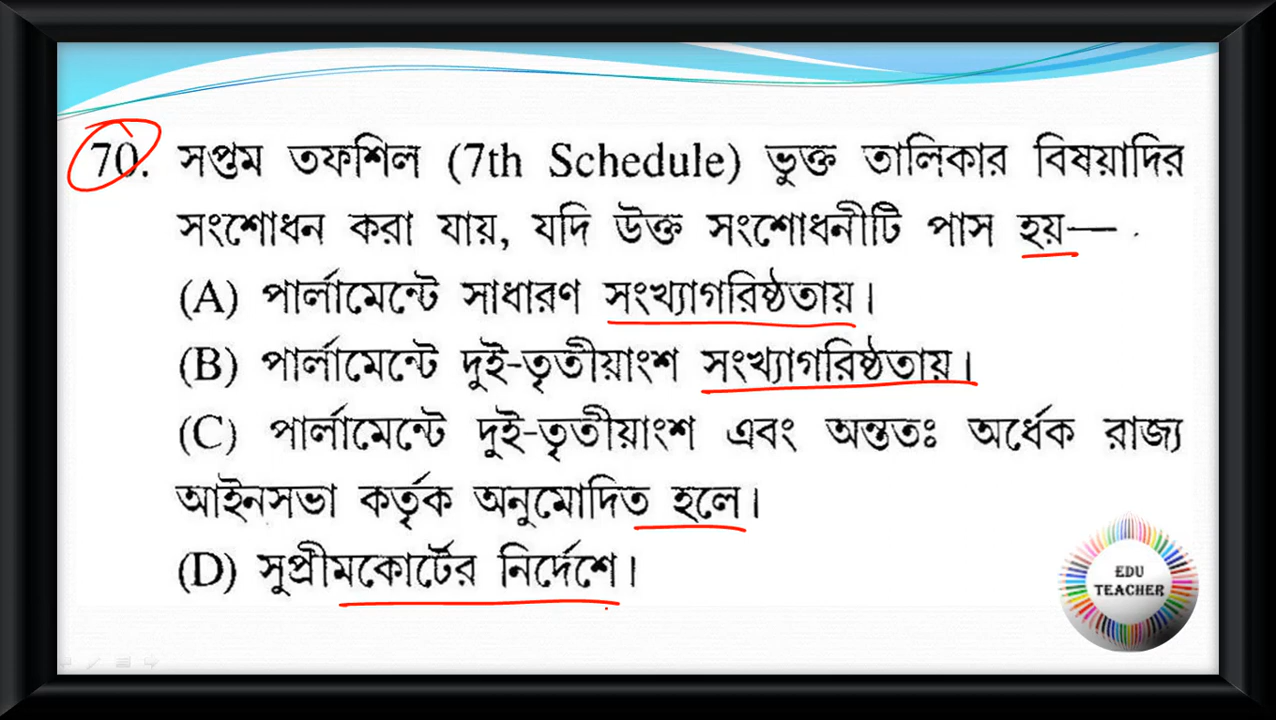 70. সপ্তম তফশিল (7th Schedule) ভুক্ত তালিকার বিষয়াদির
সংশোধন করা যায়, যদি উক্ত সংশোধনীটি পাস হয়—
(A) পার্লামেন্টে সাধারণ সংখ্যাগরিষ্ঠতায়।
(B) পার্লামেন্টে দুই-তৃতীয়াংশ সংখ্যাগরিষ্ঠতায়।
(C) পার্লামেন্টে দুই-তৃতীয়াংশ এবং অন্ততঃ অর্ধেক রাজ্য
আইনসভা কর্তৃক অনুমোদিত হলে।
(D) সুপ্রীমকোর্টের নির্দেশে।
EDU
TEACHER